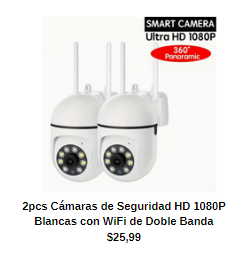 SMART CAMERA
Ultra HD 1080P
360°
Panoramic
2pcs Cámaras de Seguridad HD 1080P
Blancas con WiFi de Doble Banda
$25,99